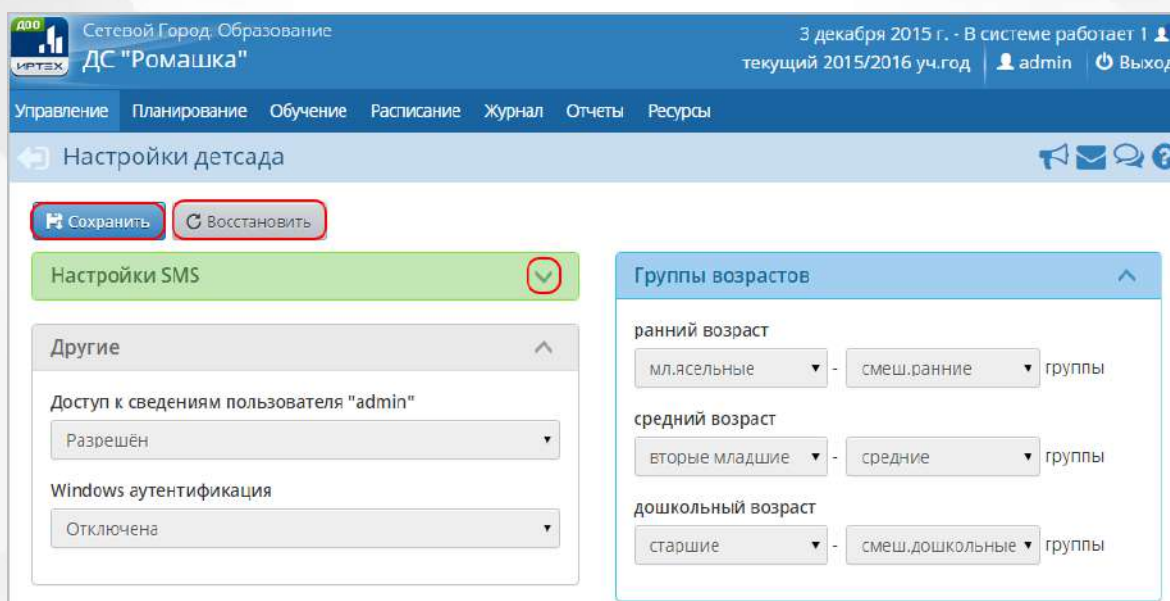 ДОО
ИРТЕХ
Сетевой Город. Образование
ДС "Ромашка"
3 декабря 2015 г. - В системе работает 1
текущий 2015/2016 уч.год
admin
Выход
Управление Планирование Обучение Расписание Журнал Отчеты Ресурсы
Настройки детсада
Сохранить
Восстановить
Настройки SMS
Другие
Доступ к сведениям пользователя "admin"
Разрешён
Windows аутентификация
Отключена
Группы возрастов
ранний возраст
мл.ясельные - смеш.ранние группы
средний возраст
вторые младшие - средние группы
дошкольный возраст
старшие - смеш.дошкольные группы